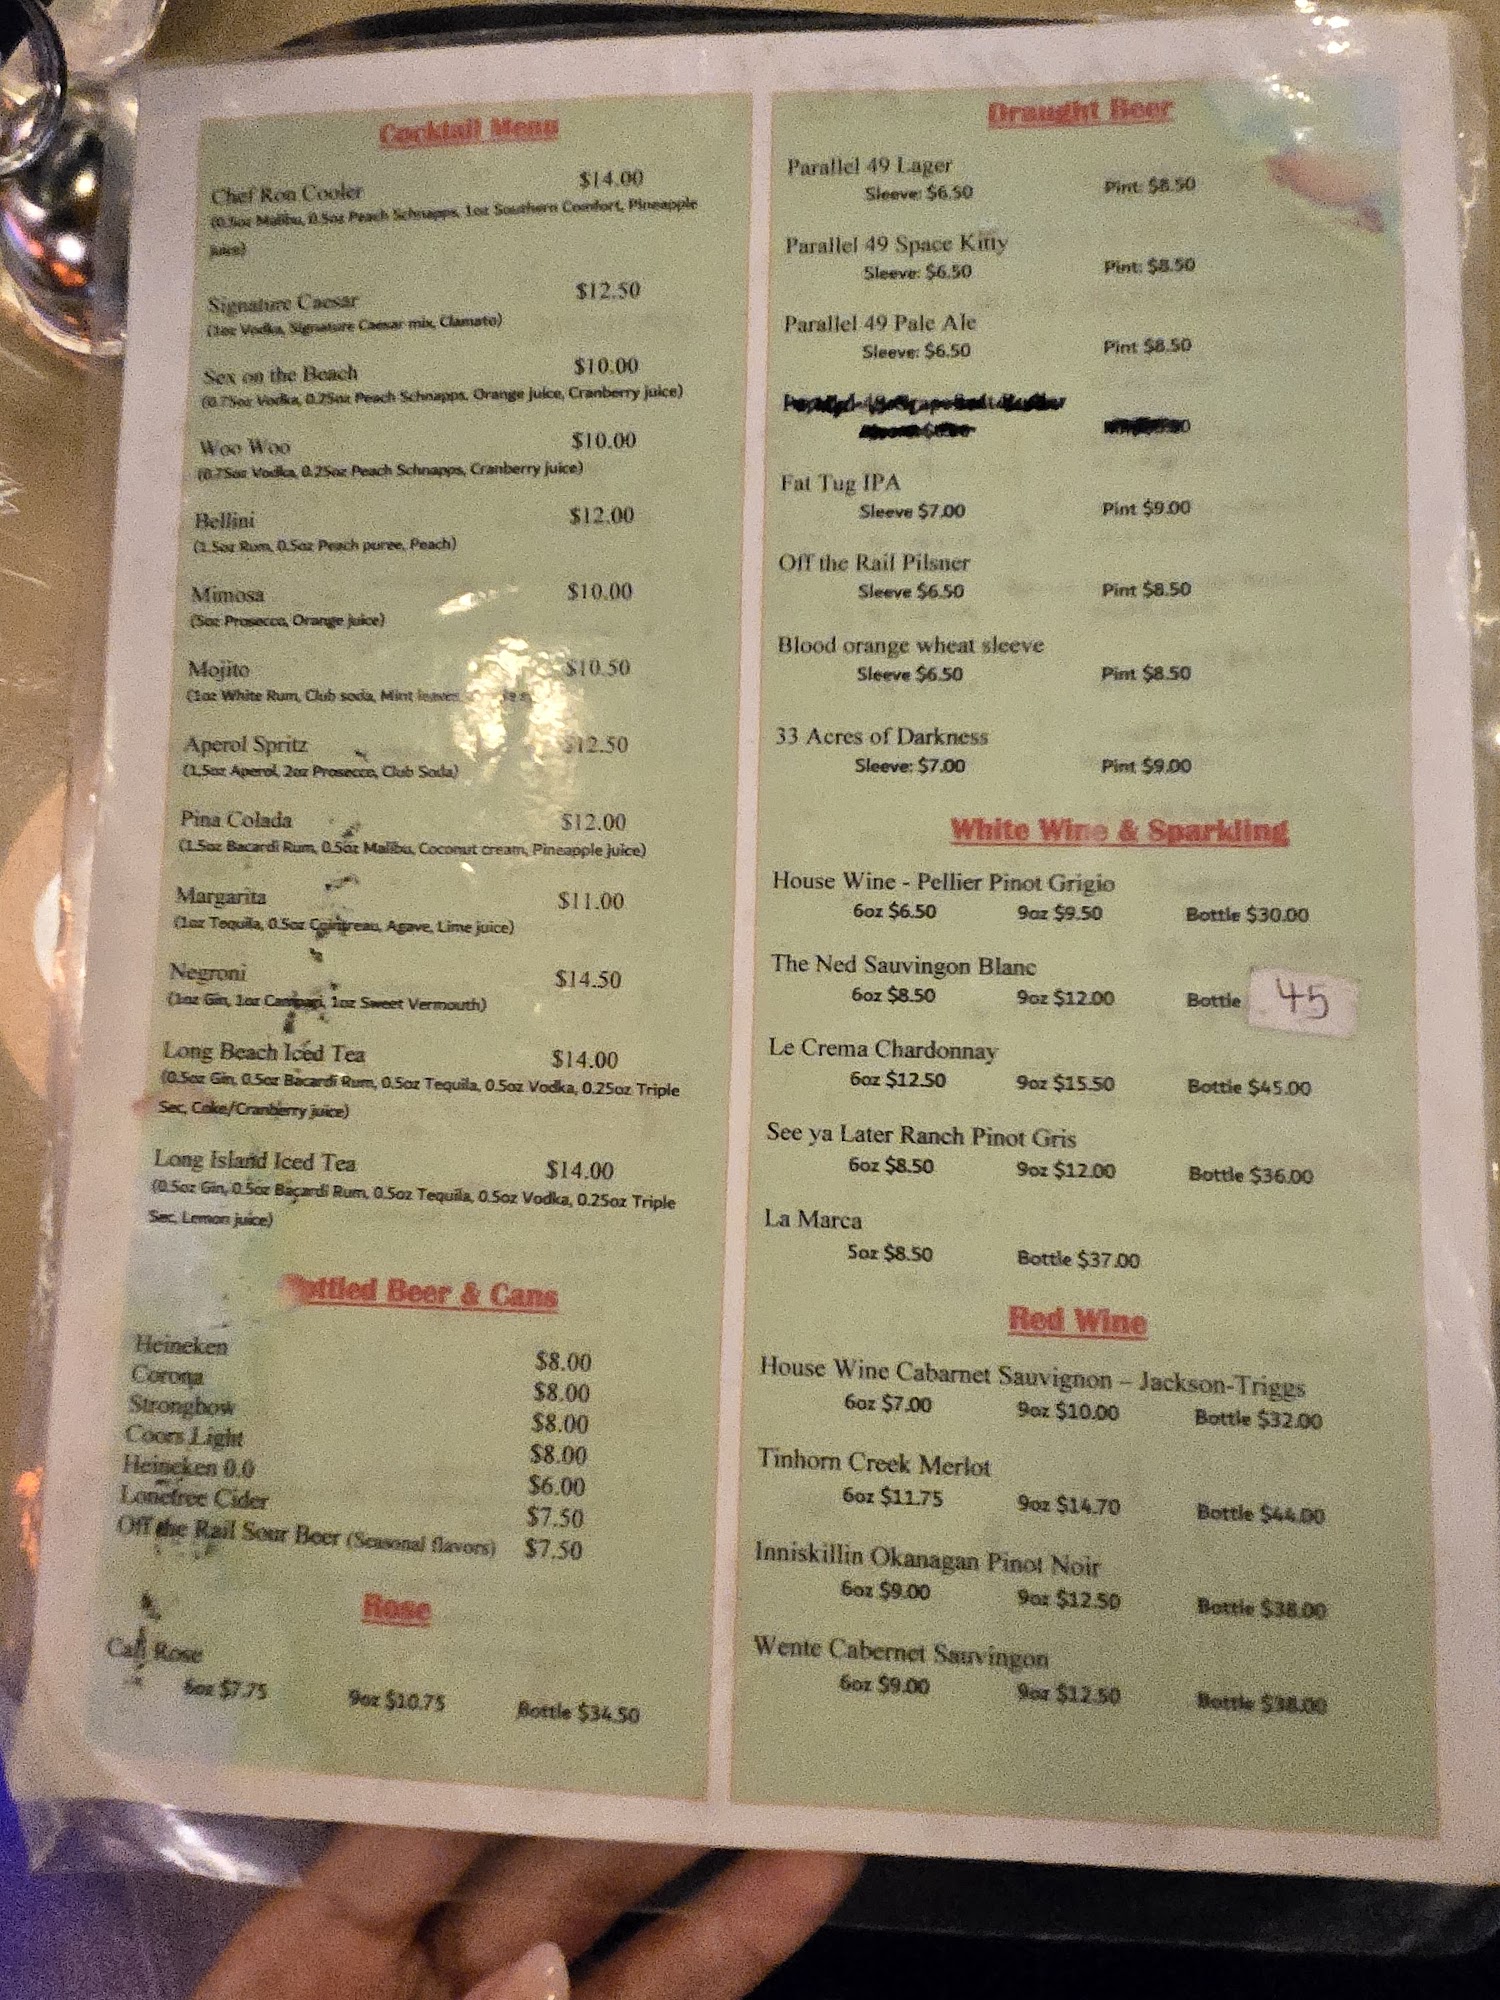 Cocktail Menu
Chef Ron Cooler $14.00
(0.5oz Malibu, 0.5oz Peach Schnapps, 1oz Southern Comfort, Pineapple
juice)
Signature Caesar $12.50
(1oz Vodka, Signature Caesar mix, Clamato)
Sex on the Beach $10.00
(0.75oz Vodka, 0.25oz Peach Schnapps, Orange juice, Cranberry juice)
Woo Woo $10.00
(0.75oz Vodka, 0.25oz Peach Schnapps, Cranberry juice)
Bellini $12.00
(1.5oz Rum, 0.5oz Peach puree, Peach)
Mimosa $10.00
(5oz Prosecco, Orange juice)
Mojito $10.50
(1oz White Rum, Club soda, Mint leaves
Aperol Spritz $12.50
(1.5oz Aperol, 2oz Prosecco, Club Soda)
Pina Colada $12.00
(1.5oz Bacardi Rum, 0.5oz Malibu, Coconut cream, Pineapple juice)
Margarita $11.00
(1oz Tequila, 0.5oz Cointreau, Agave, Lime juice)
Negroni $14.50
(1oz Gin, 1oz Campari, 1oz Sweet Vermouth)
Long Beach Iced Tea $14.00
(0.5oz Gin, 0.5oz Bacardi Rum, 0.5oz Tequila, 0.5oz Vodka, 0.25oz Triple
Sec, Coke/Cranberry juice)
Long Island Iced Tea $14.00
(0.5oz Gin, 0.5oz Bacardi Rum, 0.5oz Tequila, 0.5oz Vodka, 0.25oz Triple
Sec, Lemon juice)
Bottled Beer & Cans
Heineken $8.00
Corona $8.00
Strongbow $8.00
Coors Light $8.00
Heineken 0.0 $6.00
Lonetree Cider $7.50
Off the Rail Sour Beer (Seasonal flavors) $7.50
Rose
Cali Rose
6oz $7.75 9oz $10.75 Bottle $34.50
Draught Beer
Parallel 49 Lager
Sleeve: $6.50 Pint: $8.50
Parallel 49 Space Kitty
Sleeve: $6.50 Pint: $8.50
Parallel 49 Pale Ale
Sleeve: $6.50 Pint $8.50
Fat Tug IPA
Sleeve $7.00 Pint $9.00
Off the Rail Pilsner
Sleeve $6.50 Pint $8.50
Blood orange wheat sleeve
Sleeve $6.50 Pint $8.50
33 Acres of Darkness
Sleeve: $7.00 Pint $9.00
White Wine & Sparkling
House Wine - Pellier Pinot Grigio
6oz $6.50 9oz $9.50 Bottle $30.00
The Ned Sauvingon Blanc
6oz $8.50 9oz $12.00 Bottle 45
Le Crema Chardonnay
6oz $12.50 9oz $15.50 Bottle $45.00
See ya Later Ranch Pinot Gris
6oz $8.50 9oz $12.00 Bottle $36.00
La Marca
5oz $8.50 Bottle $37.00
Red Wine
House Wine Cabarnet Sauvignon – Jackson-Triggs
6oz $7.00 9oz $10.00 Bottle $32.00
Tinhorn Creek Merlot
6oz $11.75 9oz $14.70 Bottle $44.00
Inniskillin Okanagan Pinot Noir
6oz $9.00 9oz $12.50 Bottle $38.00
Wente Cabernet Sauvingon
6oz $9.00 9oz $12.50 Bottle $38.00